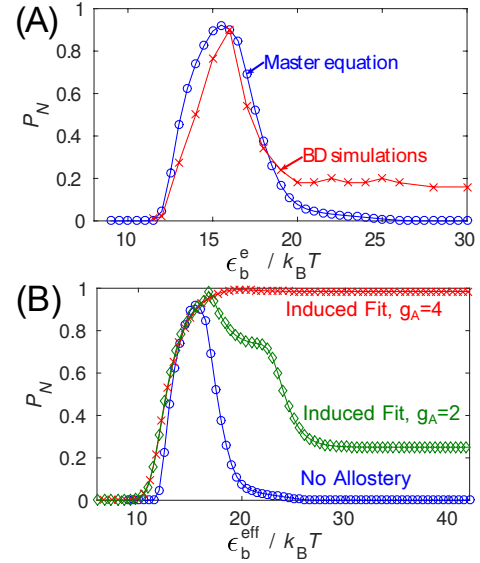 (A)
1
0.8
0.6
0.4
0.2
0
P_N
Master equation
BD simulations
10 15 20 25 30
ϵ_b^e / k_BT
(B)
1
0.8
0.6
0.4
0.2
0
P_N
Induced Fit, g_A=4
Induced Fit, g_A=2
No Allostery
10 20 30 40
ϵ_b^eff / k_BT